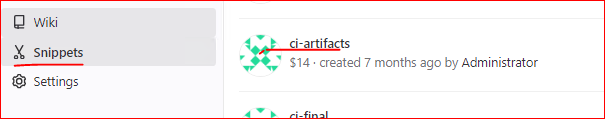 Wiki
Snippets
Settings
ci-artifacts
$14 · created 7 months ago by Administrator
ci-final